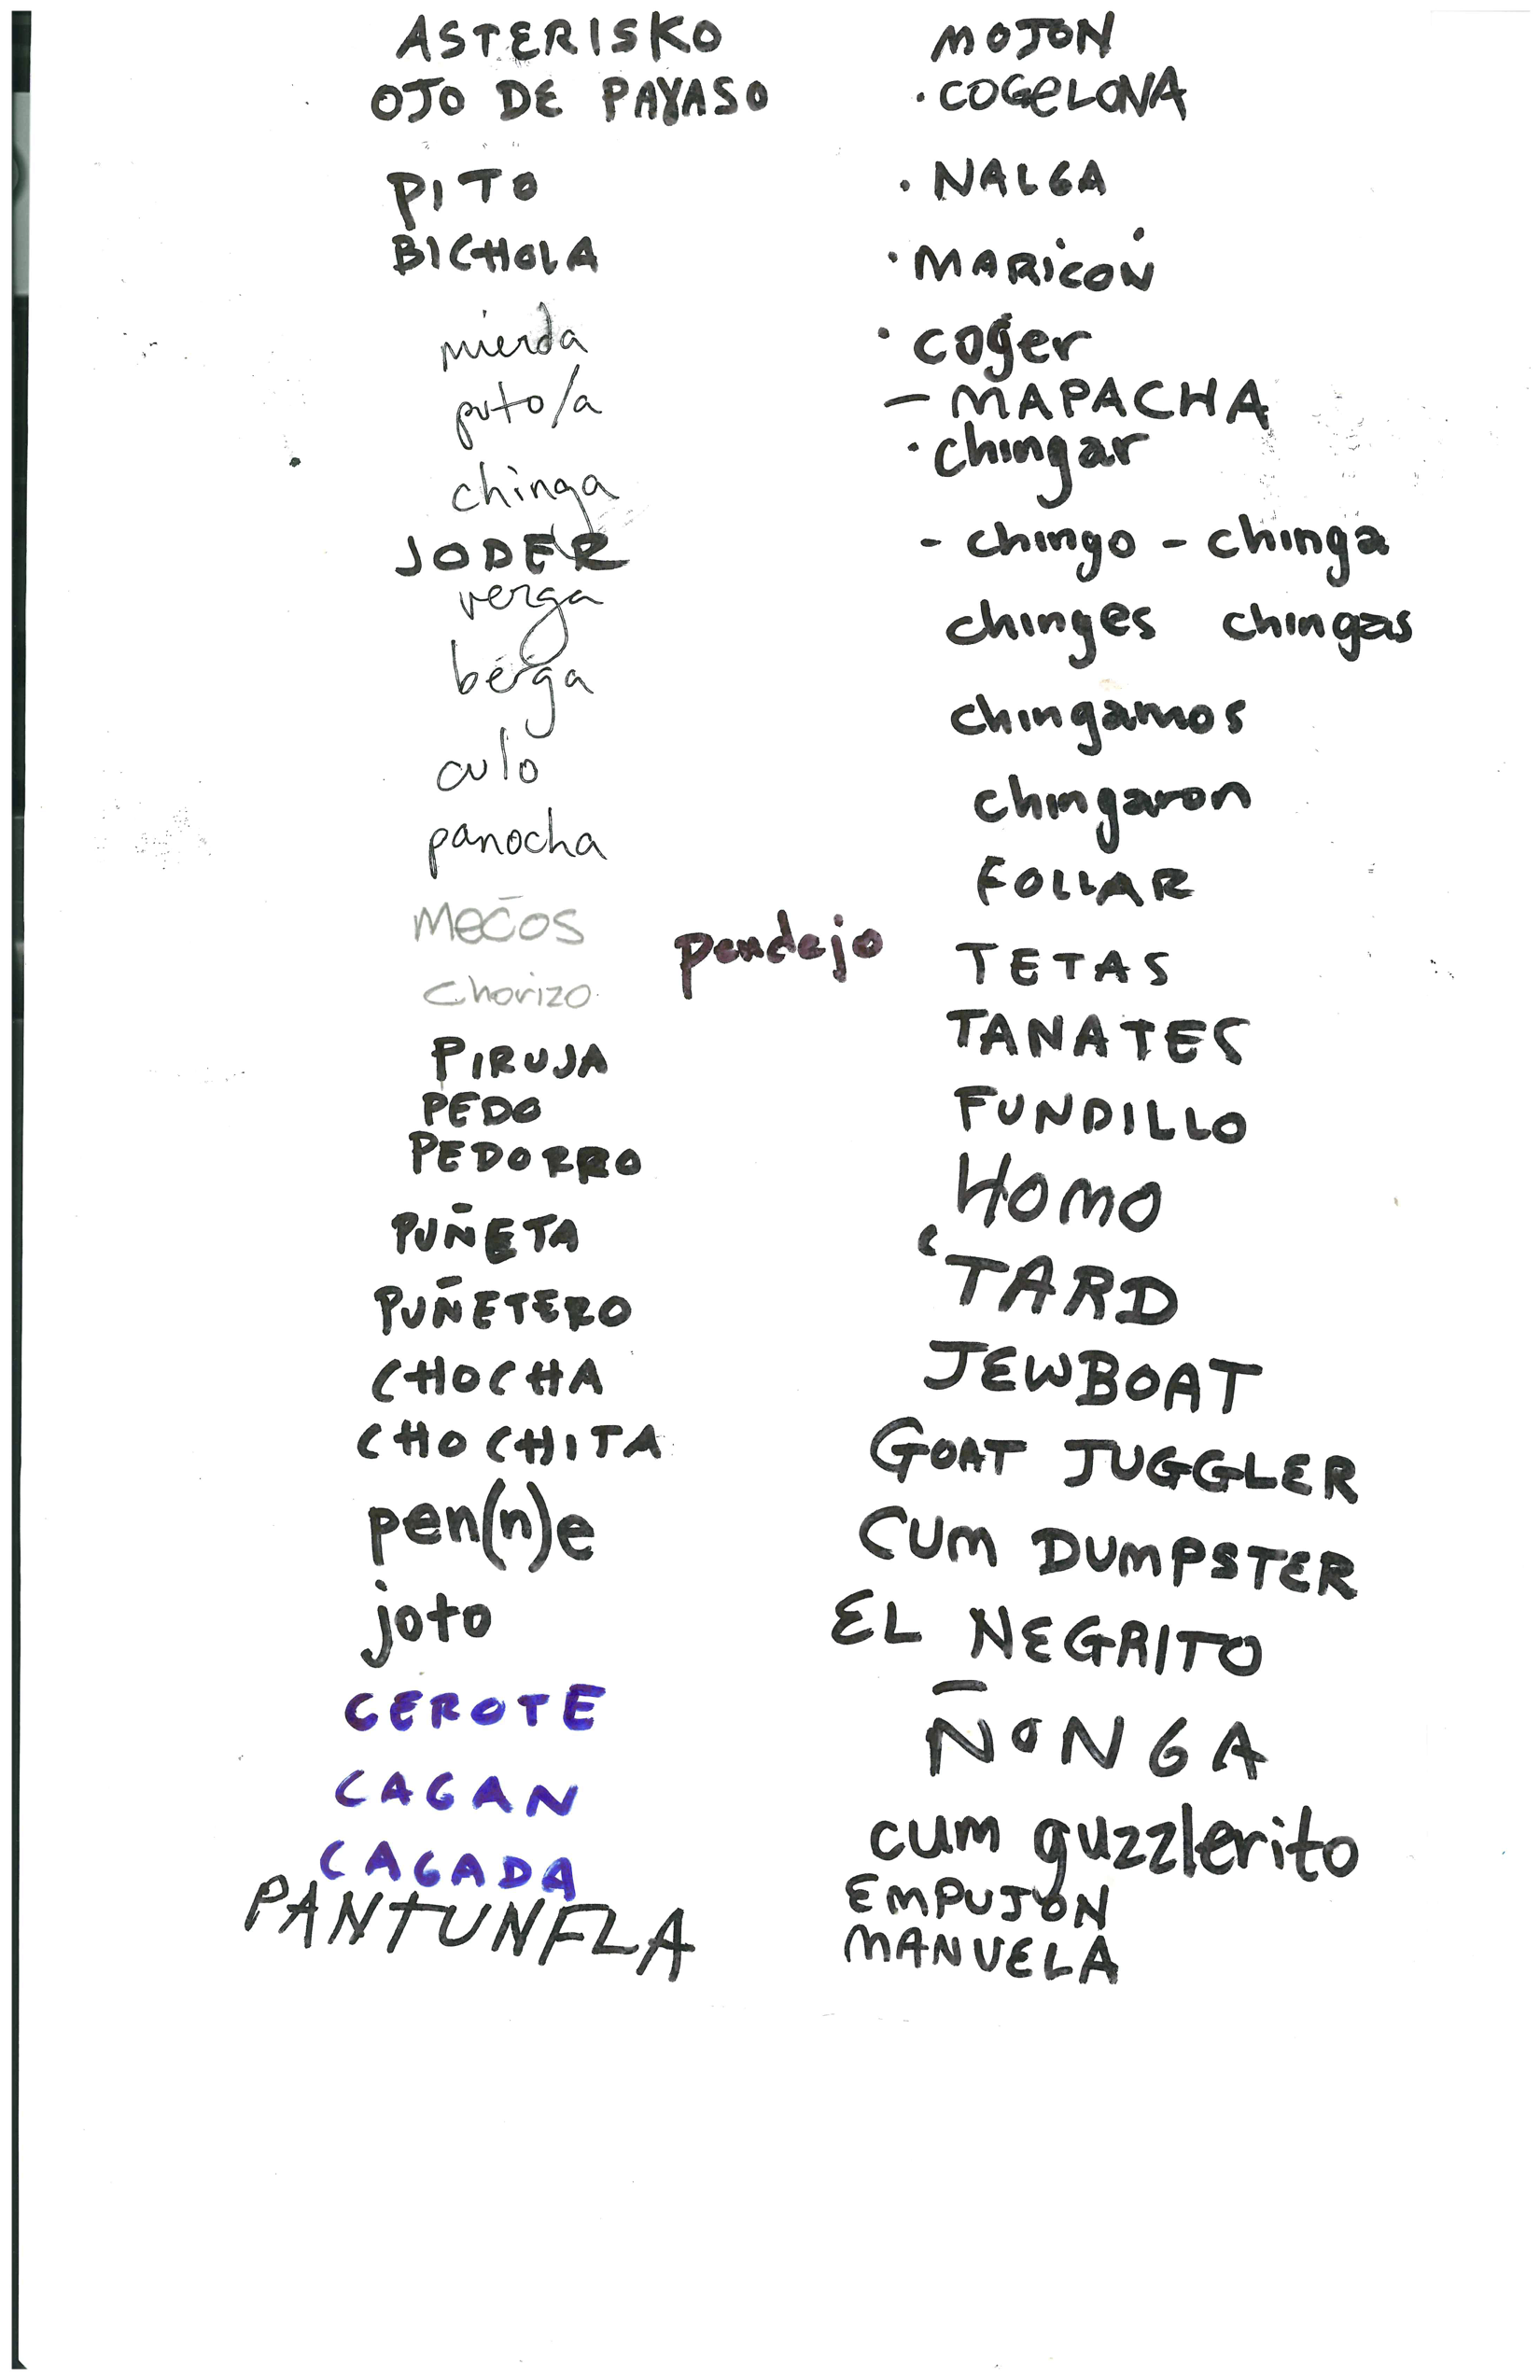 ASTERISKO
OJO DE PAYASO
PITO
BICHOLA
mierda
puto/a
chinga
JODER
verga
berga
culo
panocha
MECOS
Chorizo
PIRUJA
PEDO
PEDORRO
PUÑETA
PUÑETERO
CHOCHA
CHOCHITA
pen(n)e
joto
CEROTE
CAGAN
CAGADA
PANTUNFLA
pendejo
MOJON
· COGELONA
· NALGA
· MARICON
· coger
- MAPACHA
· chingar
- chingo - chinga
chinges chingas
chingamos
chingaron
FOLLAR
TETAS
TANATES
FUNDILLO
HOMO
'TARD
JEWBOAT
GOAT JUGGLER
CUM DUMPSTER
EL NEGRITO
ÑONGA
cum guzzlerito
EMPUJON
MANUELA